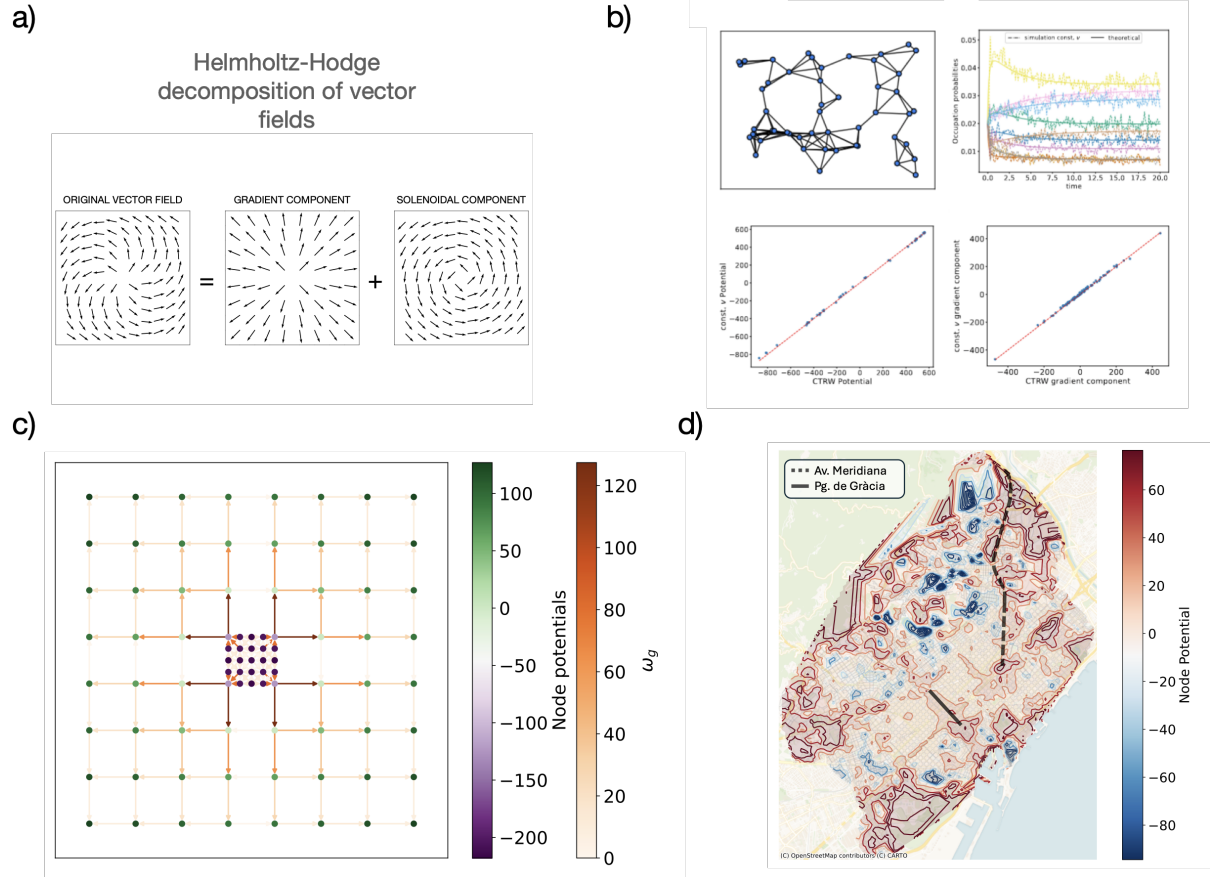 a)
Helmholtz-Hodge
decomposition of vector
fields
ORIGINAL VECTOR FIELD
GRADIENT COMPONENT
SOLENOIDAL COMPONENT
=
+
b)
simulation const. v
theoretical
Occupation probabilities
0.05
0.04
0.03
0.02
0.01
0.0 2.5 5.0 7.5 10.0 12.5 15.0 17.5 20.0
time
const. v Potential
600
400
200
0
−200
−400
−600
−800
−800 −600 −400 −200 0 200 400 600
CTRW Potential
const. v gradient component
400
200
0
−200
−400
−400 −200 0 200 400
CTRW gradient component
c)
100
50
0
−50
−100
−150
−200
Node potentials
120
100
80
60
40
20
0
ω_g
d)
Av. Meridiana
Pg. de Gràcia
60
40
20
0
−20
−40
−60
−80
Node Potential
(C) OpenStreetMap contributors (C) CARTO